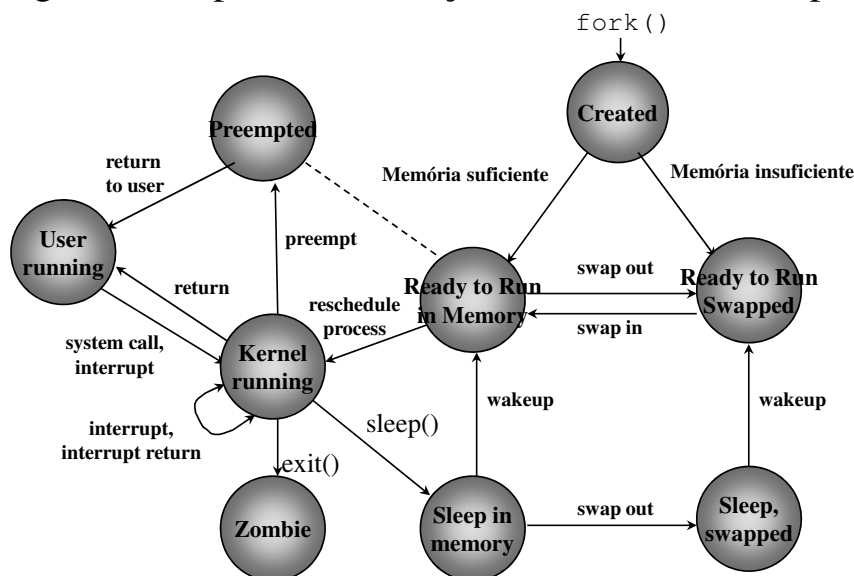 fork()
Created
Preempted
return
to user
Memória suficiente
Memória insuficiente
User
running
preempt
return
Ready to Run
in Memory
swap out
Ready to Run
Swapped
reschedule
process
swap in
system call,
interrupt
Kernel
running
wakeup
wakeup
interrupt,
interrupt return
sleep()
exit()
Zombie
Sleep in
memory
swap out
Sleep,
swapped